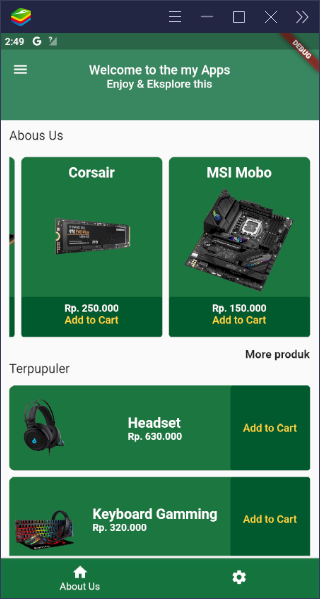 2:49 G
DEBUG
Welcome to the my Apps
Enjoy & Eksplore this
Abous Us
Corsair
MSI Mobo
Rp. 250.000
Add to Cart
Rp. 150.000
Add to Cart
More produk
Terpupuler
Headset
Rp. 630.000
Add to Cart
Keyboard Gamming
Rp. 320.000
Add to Cart
About Us